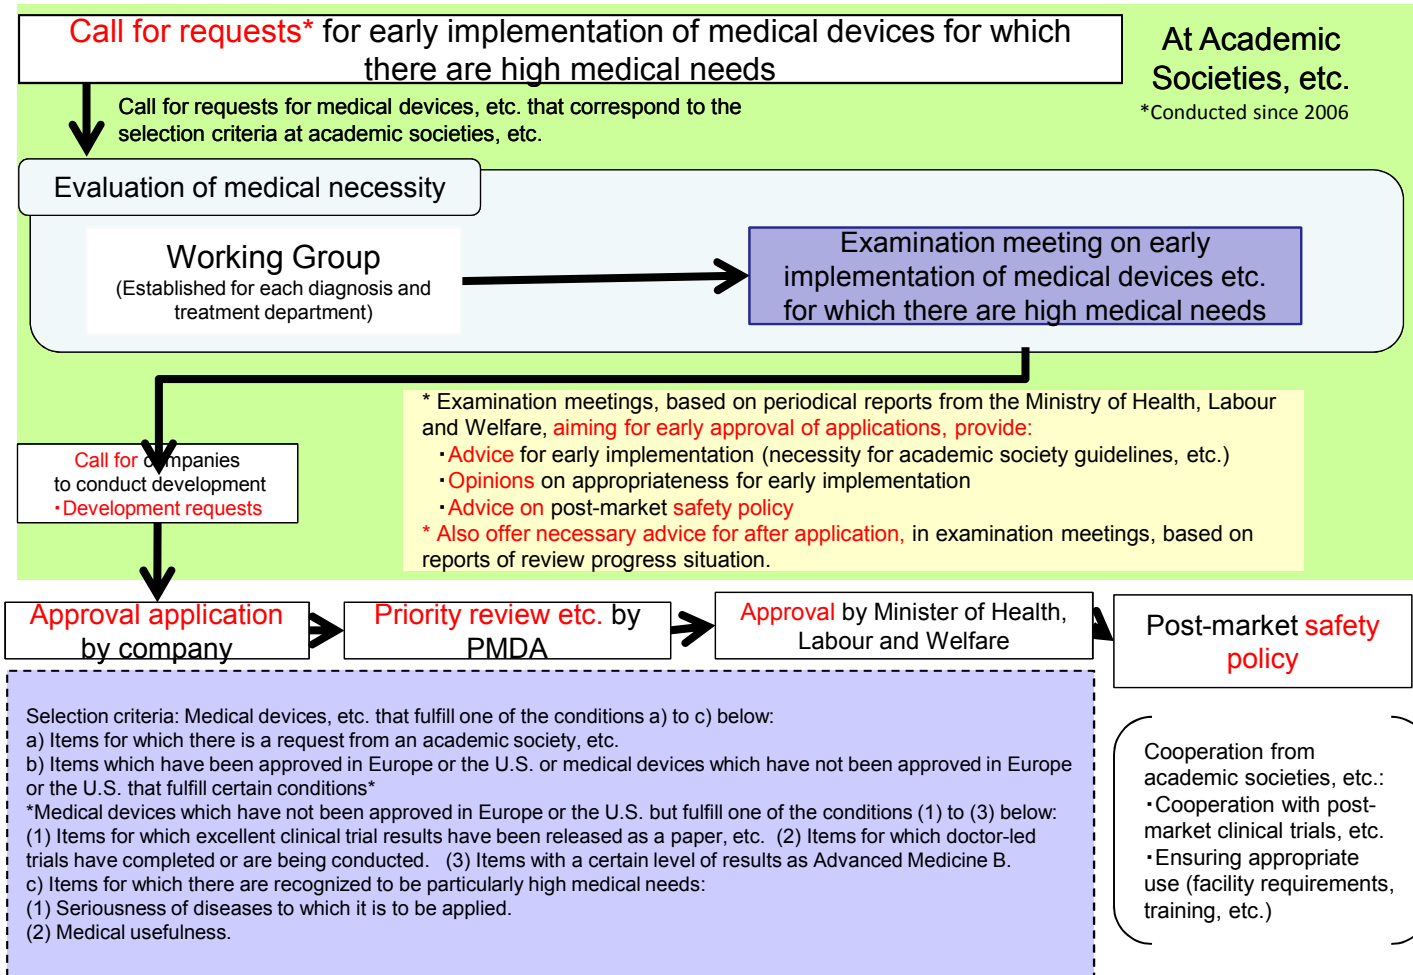 Call for requests* for early implementation of medical devices for which
there are high medical needs
At Academic
Societies, etc.
*Conducted since 2006
Call for requests for medical devices, etc. that correspond to the
selection criteria at academic societies, etc.
Evaluation of medical necessity
Working Group
(Established for each diagnosis and
treatment department)
Examination meeting on early
implementation of medical devices etc.
for which there are high medical needs
* Examination meetings, based on periodical reports from the Ministry of Health, Labour
and Welfare, aiming for early approval of applications, provide:
・Advice for early implementation (necessity for academic society guidelines, etc.)
・Opinions on appropriateness for early implementation
・Advice on post-market safety policy
* Also offer necessary advice for after application, in examination meetings, based on
reports of review progress situation.
Call for companies
to conduct development
・Development requests
Approval application
by company
Priority review etc. by
PMDA
Approval by Minister of Health,
Labour and Welfare
Post-market safety
policy
Selection criteria: Medical devices, etc. that fulfill one of the conditions a) to c) below:
a) Items for which there is a request from an academic society, etc.
b) Items which have been approved in Europe or the U.S. or medical devices which have not been approved in Europe
or the U.S. that fulfill certain conditions*
*Medical devices which have not been approved in Europe or the U.S. but fulfill one of the conditions (1) to (3) below:
(1) Items for which excellent clinical trial results have been released as a paper, etc. (2) Items for which doctor-led
trials have completed or are being conducted. (3) Items with a certain level of results as Advanced Medicine B.
c) Items for which there are recognized to be particularly high medical needs:
(1) Seriousness of diseases to which it is to be applied.
(2) Medical usefulness.
Cooperation from
academic societies, etc.:
・Cooperation with post-
market clinical trials, etc.
・Ensuring appropriate
use (facility requirements,
training, etc.)